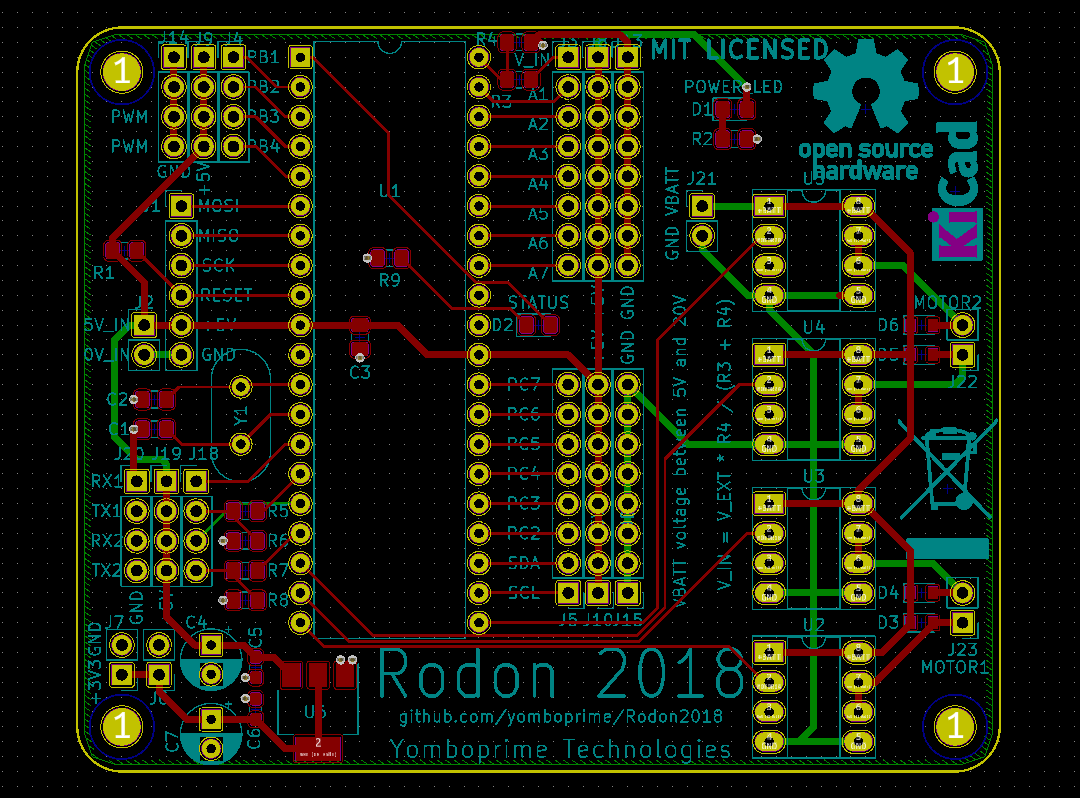 J14 J9 J4
PB1
PB2
PWM PB3
PWM PB4
GND
+5V
R4
V_IN
R3
A1
A2
A3
A4
A5
A6
A7
MIT LICENSED
POWER LED
D1
R2
open source
hardware
KiCad
1
1
1
1
J1
MOSI
MISO
SCK
RESET
+5V
GND
R1
J2
5V_IN
0V_IN
U1
R9
C3
STATUS
D2
GND GND
J21
GND VBATT
U5
U4
U3
U2
MOTOR2
D6
D5
J22
C2
C1
Y1
J20 J19 J18
RX1
TX1
RX2
TX2
GND
R5
R6
R7
R8
PC7
PC6
PC5
PC4
PC3
PC2
SDA
SCL
J5 J10 J15
VBATT voltage between 5V and 20V
V_IN = V_EXT * R4 / (R3 + R4)
D4
D3
J23
MOTOR1
J7
+3V3 GND
J6
C4
C5
C7
C6
U6
2
Rodon 2018
github.com/yomboprime/Rodon2018
Yomboprime Technologies